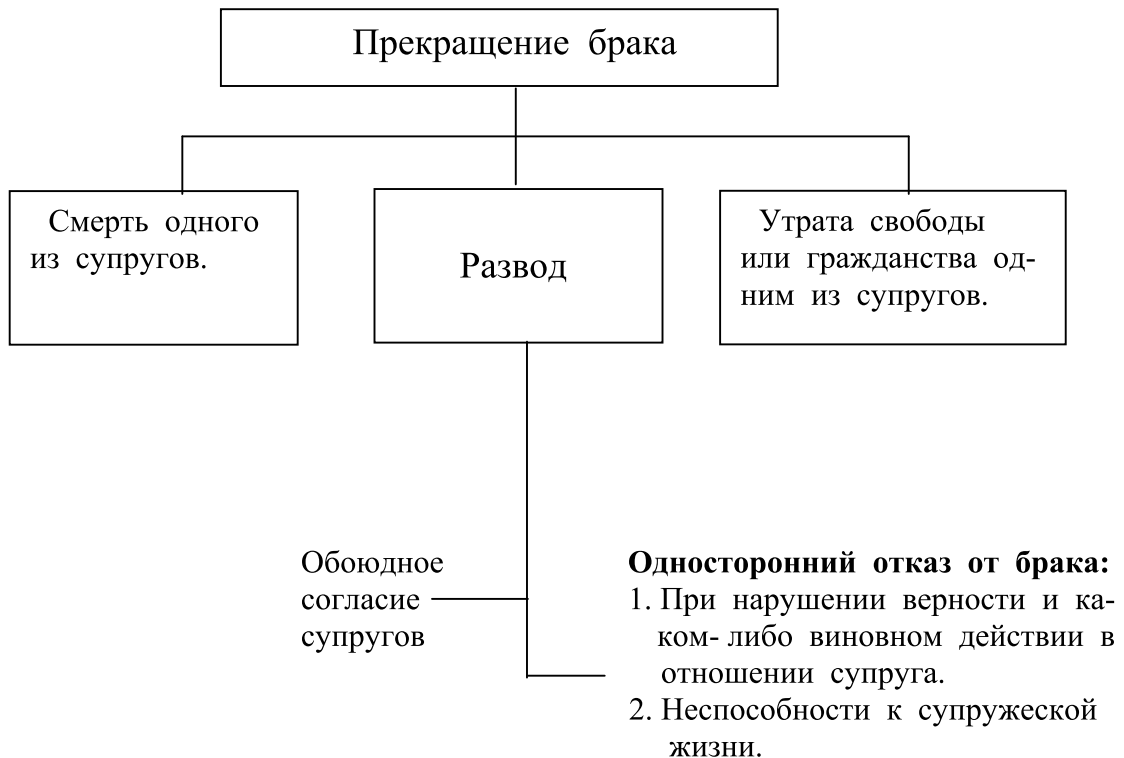 Прекращение брака
Смерть одного
из супругов.
Развод
Утрата свободы
или гражданства од-
ним из супругов.
Обоюдное
согласие
супругов
Односторонний отказ от брака:
1. При нарушении верности и ка-
ком- либо виновном действии в
отношении супруга.
2. Неспособности к супружеской
жизни.